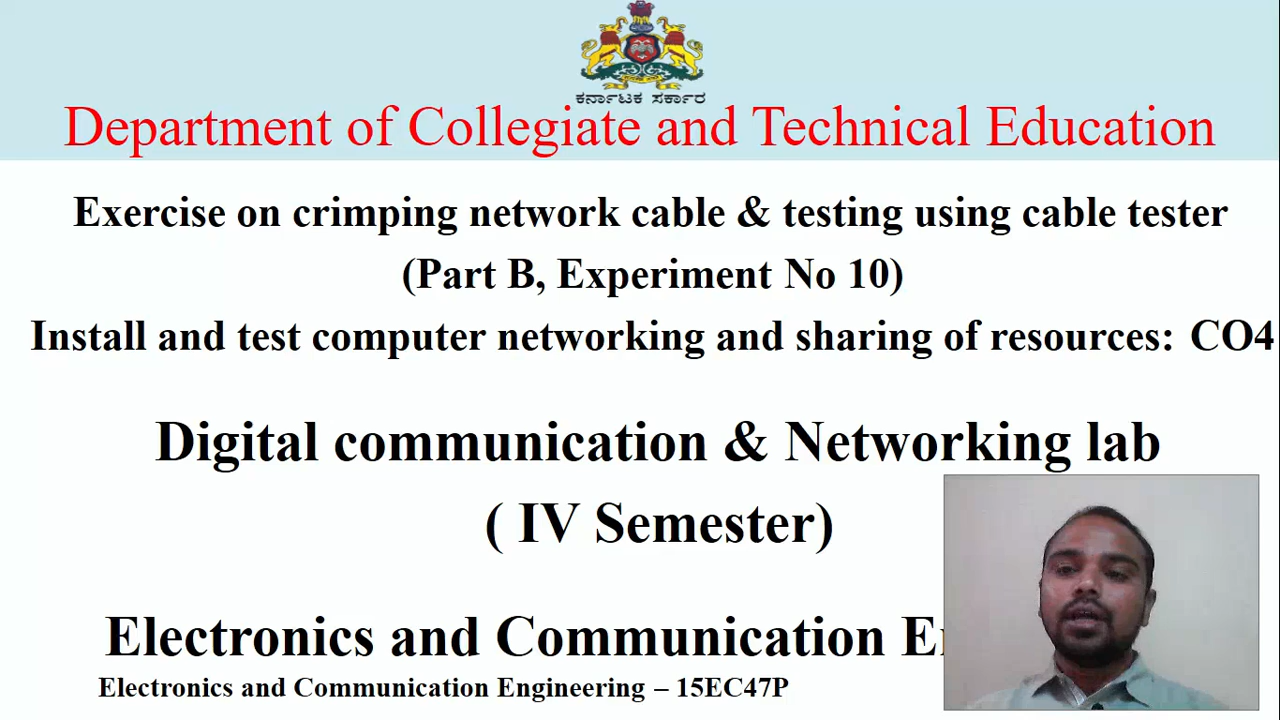 ಕರ್ನಾಟಕ ಸರ್ಕಾರ
Department of Collegiate and Technical Education
Exercise on crimping network cable & testing using cable tester
(Part B, Experiment No 10)
Install and test computer networking and sharing of resources: CO4
Digital communication & Networking lab
( IV Semester)
Electronics and Communication
Electronics and Communication Engineering – 15EC47P